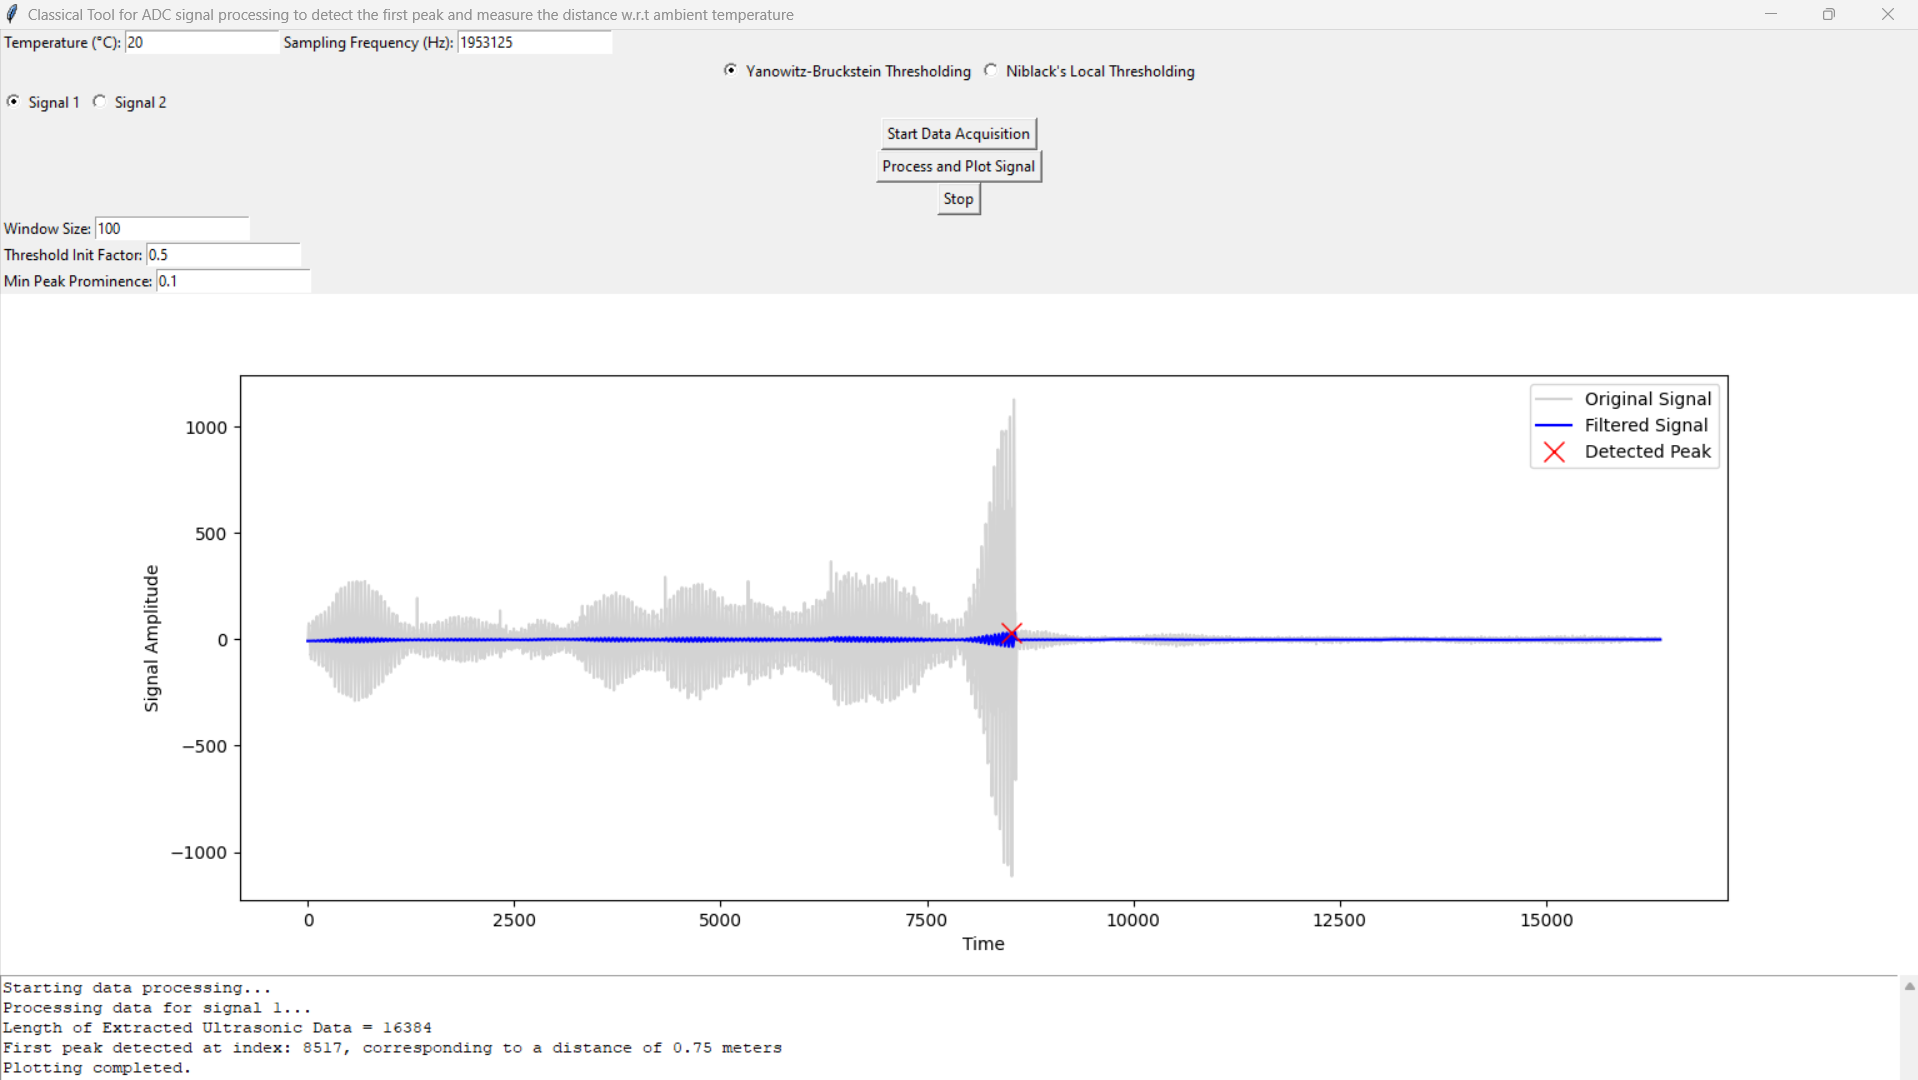 Classical Tool for ADC signal processing to detect the first peak and measure the distance w.r.t ambient temperature
Temperature (°C): 20 Sampling Frequency (Hz): 1953125
Yanowitz-Bruckstein Thresholding Niblack's Local Thresholding
Signal 1 Signal 2
Start Data Acquisition
Process and Plot Signal
Stop
Window Size: 100
Threshold Init Factor: 0.5
Min Peak Prominence: 0.1
Original Signal
Filtered Signal
Detected Peak
1000
500
0
−500
−1000
Signal Amplitude
0 2500 5000 7500 10000 12500 15000
Time
Starting data processing...
Processing data for signal 1...
Length of Extracted Ultrasonic Data = 16384
First peak detected at index: 8517, corresponding to a distance of 0.75 meters
Plotting completed.